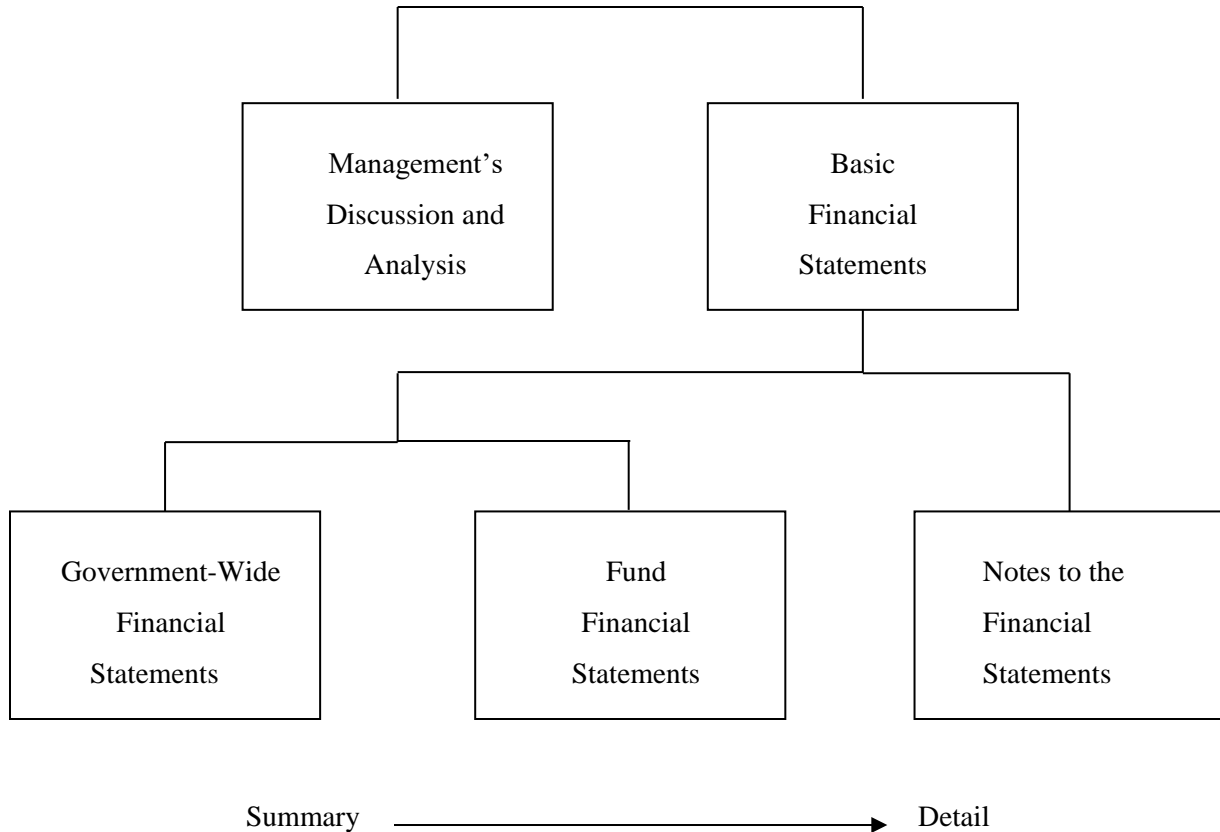 Management’s
Discussion and
Analysis
Basic
Financial
Statements
Government-Wide
Financial
Statements
Fund
Financial
Statements
Notes to the
Financial
Statements
Summary
Detail